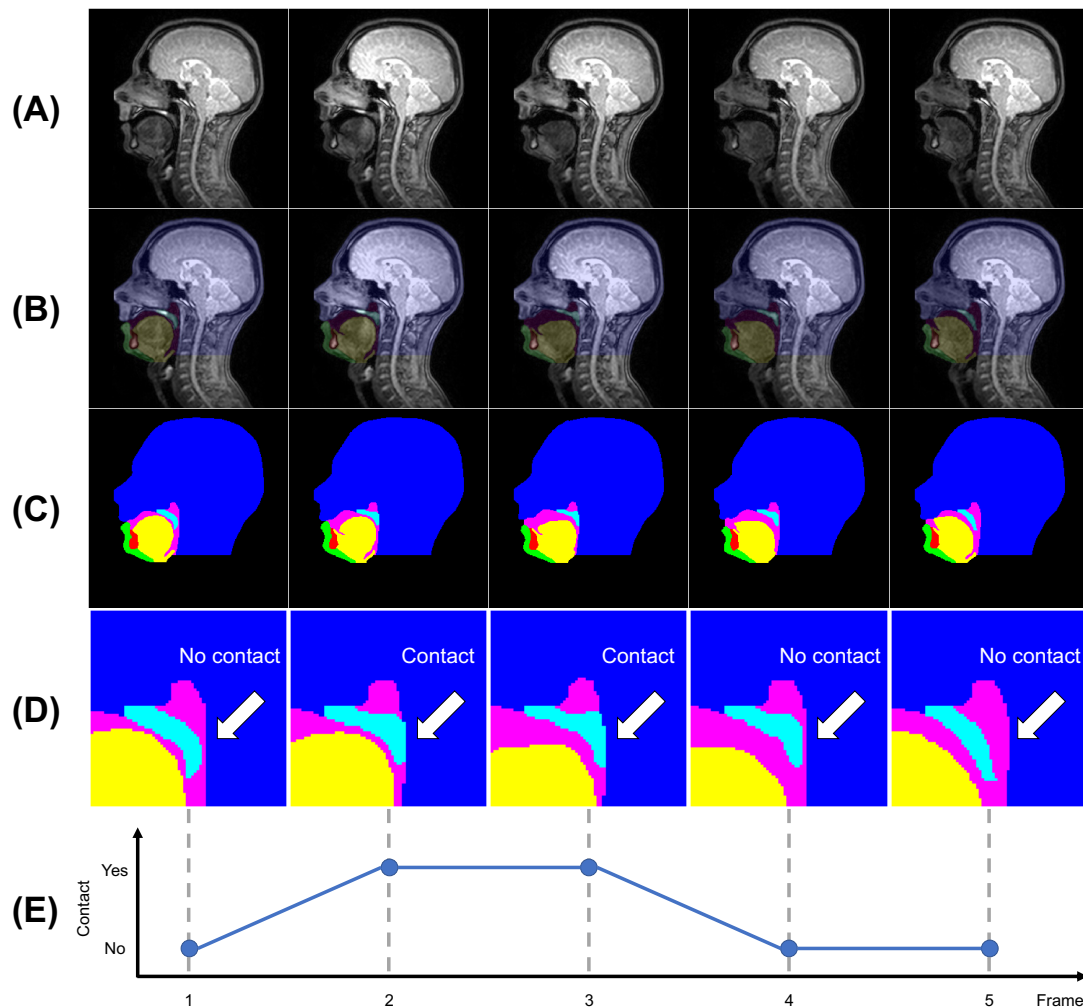 (A)
(B)
(C)
(D)
No contact
Contact
Contact
No contact
No contact
(E)
Contact
Yes
No
1
2
3
4
5
Frame